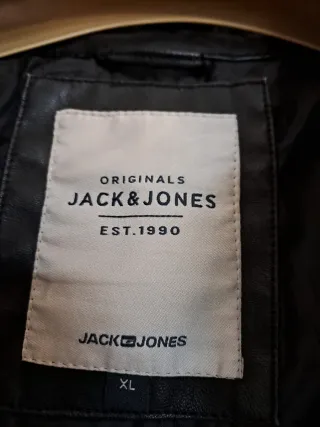 ORIGINALS
JACK&JONES
EST.1990
JACK JONES
XL